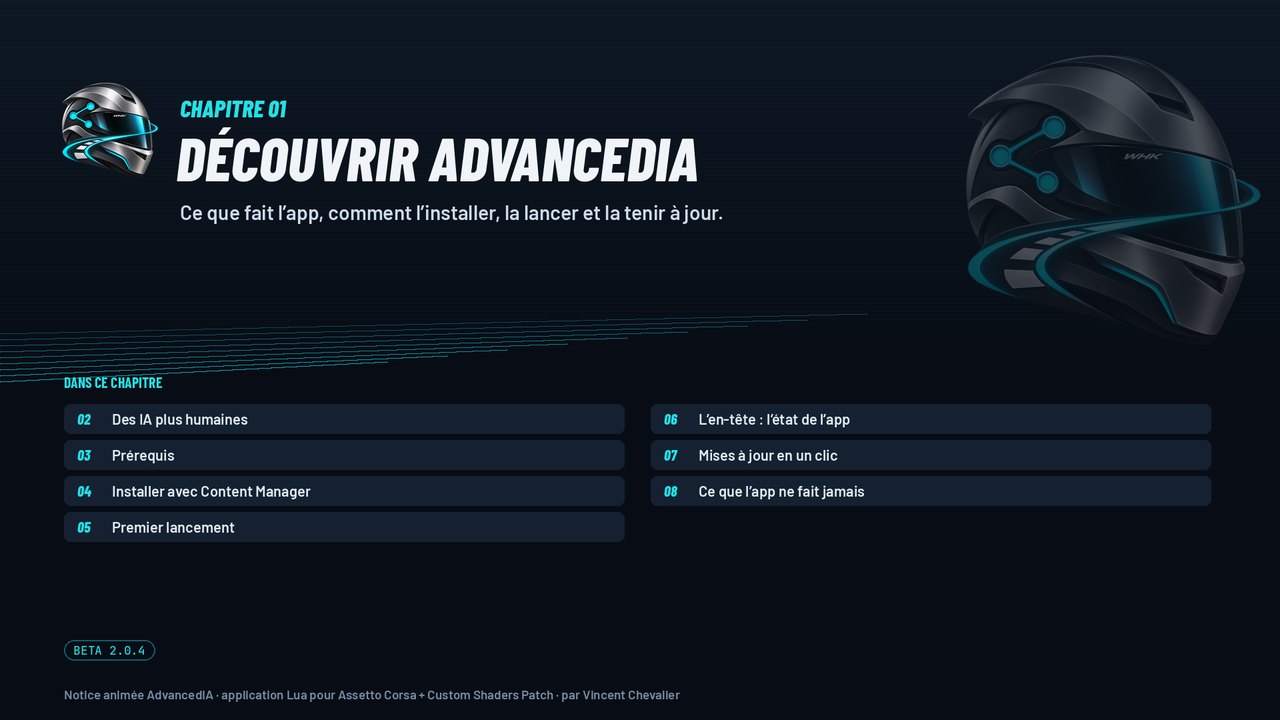 CHAPITRE 01
DÉCOUVRIR ADVANCEDIA
Ce que fait l’app, comment l’installer, la lancer et la tenir à jour.
WHK
DANS CE CHAPITRE
02 Des IA plus humaines
03 Prérequis
04 Installer avec Content Manager
05 Premier lancement
06 L’en-tête : l’état de l’app
07 Mises à jour en un clic
08 Ce que l’app ne fait jamais
BETA 2.0.4
Notice animée AdvancedIA · application Lua pour Assetto Corsa + Custom Shaders Patch · par Vincent Chevalier